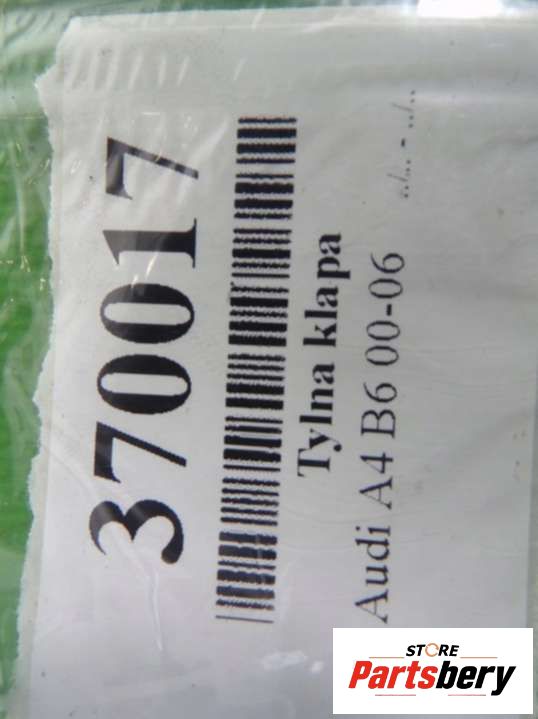 370017
Tylna klapa
Audi A4 B6 00-06
../.. - ../..
STORE
Partsbery